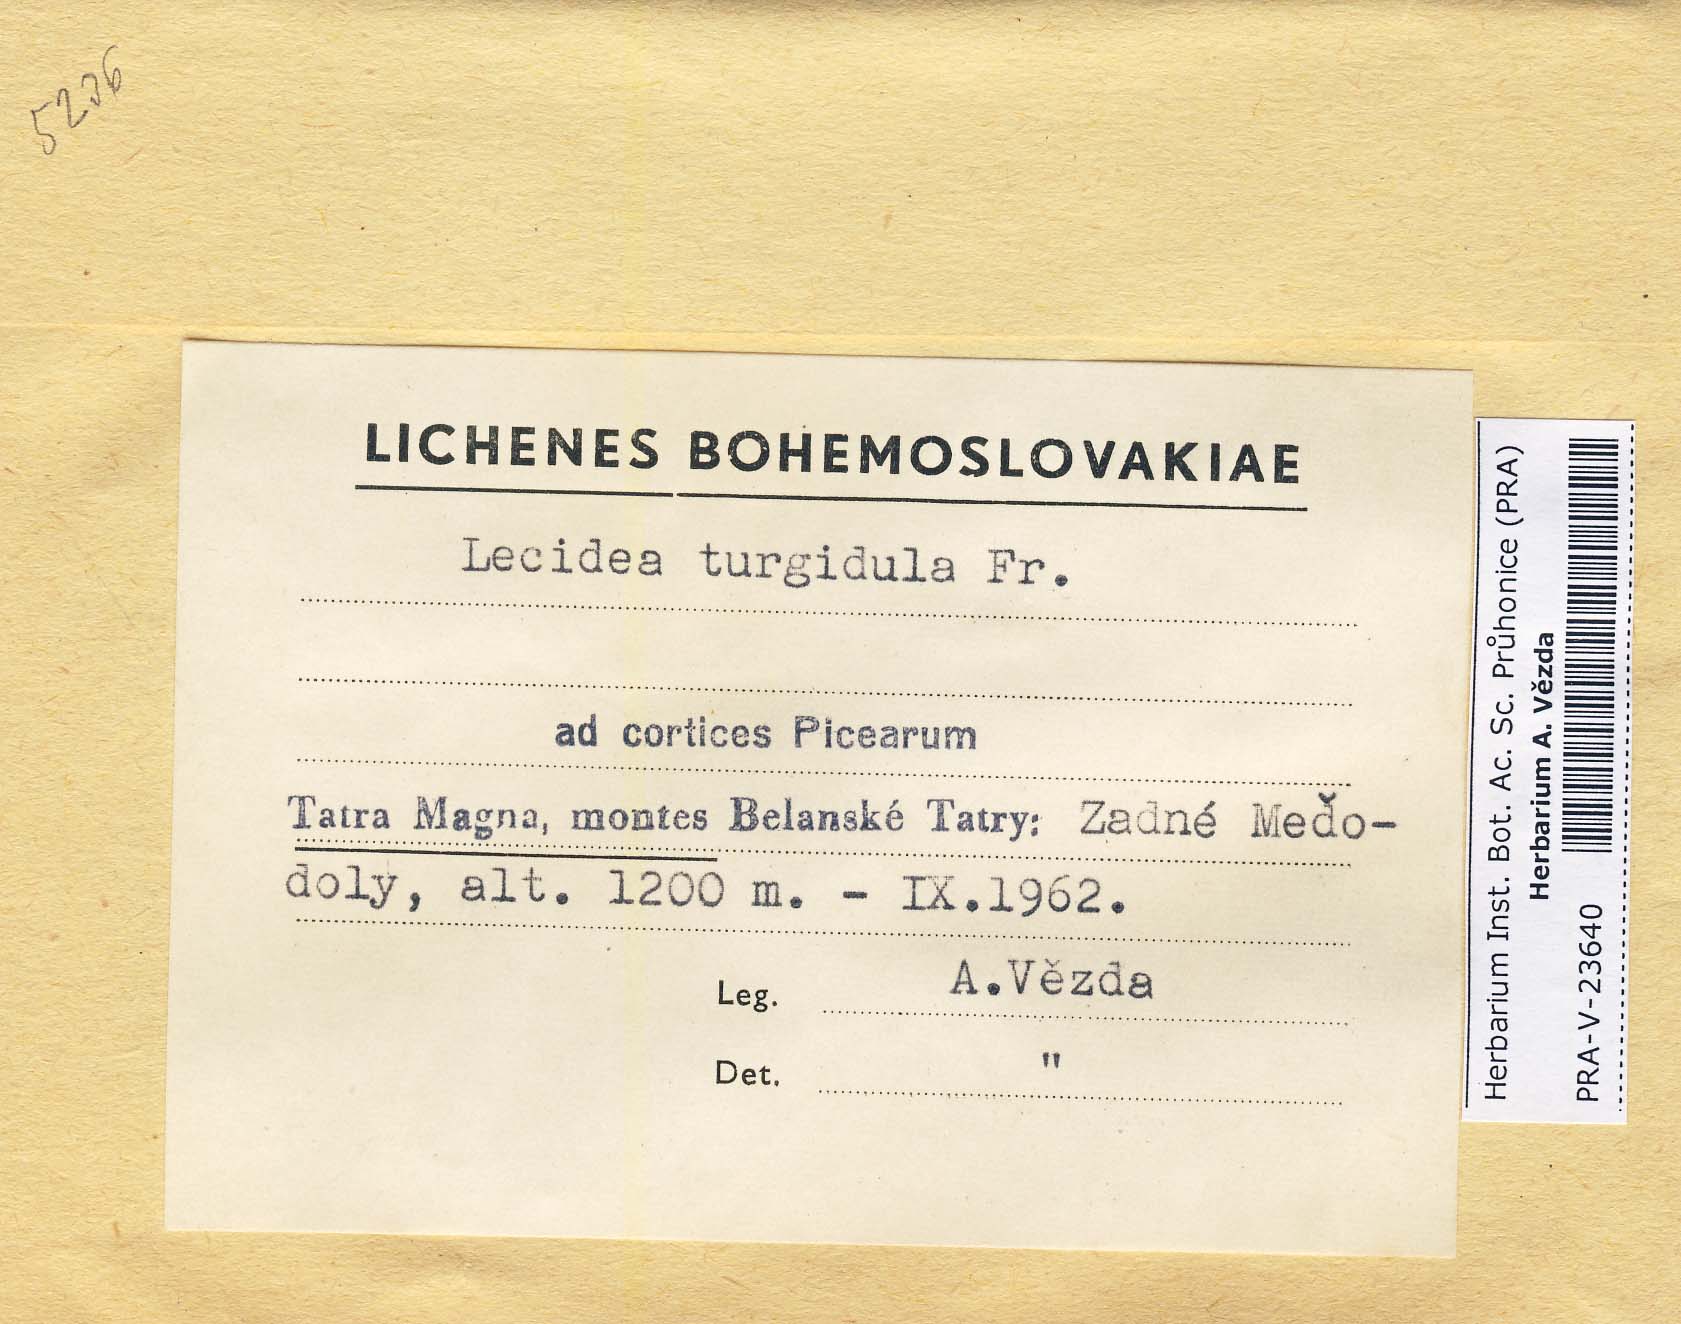 5206
LICHENES BOHEMOSLOVAKIAE
Lecidea turgidula Fr.
ad cortices Picearum
Tatra Magna, montes Belanské Tatry: Zadné Meďo-
doly, alt. 1200 m. - IX.1962.
Leg. A.Vězda
Det. "
Herbarium Inst. Bot. Ac. Sc. Průhonice (PRA)
Herbarium A. Vězda
PRA-V-23640